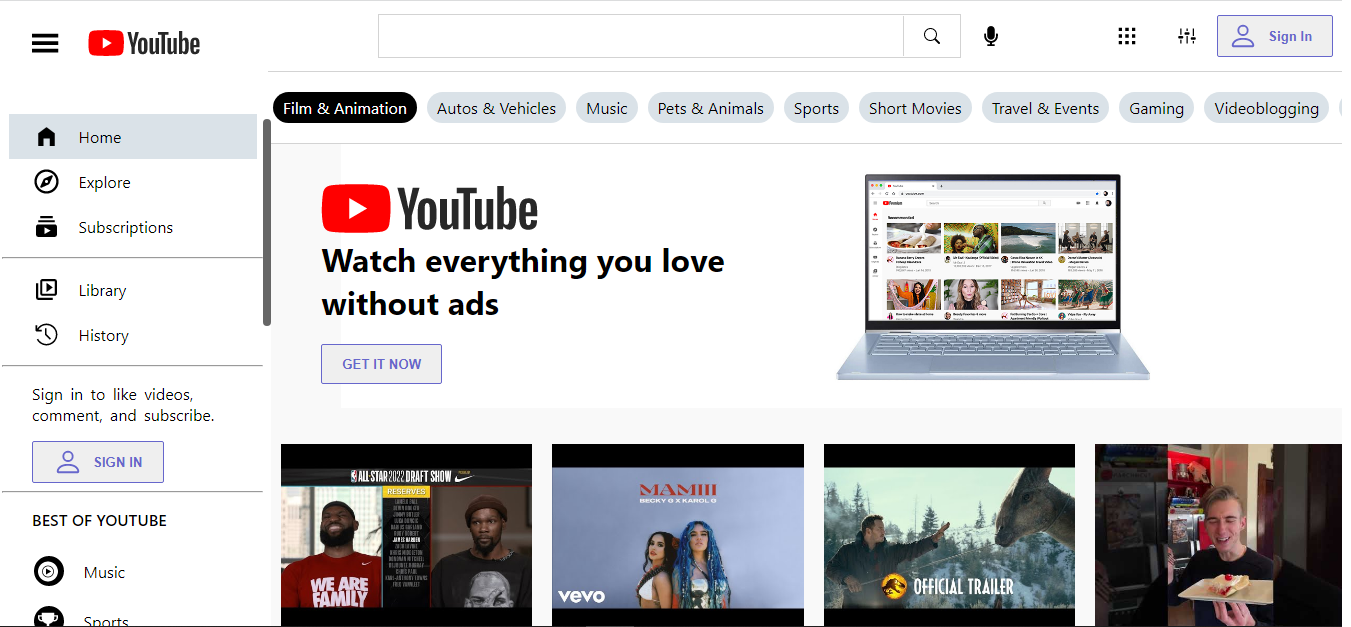 YouTube
Sign In
Film & Animation
Autos & Vehicles
Music
Pets & Animals
Sports
Short Movies
Travel & Events
Gaming
Videoblogging
Home
Explore
Subscriptions
Library
History
Sign in to like videos,
comment, and subscribe.
SIGN IN
BEST OF YOUTUBE
Music
Sports
YouTube
Watch everything you love
without ads
GET IT NOW
Recommended
ALL-STAR 2022 DRAFT SHOW
RESERVES
JAMES HARDEN
WE ARE
FAMILY
MAMIII
BECKY G X KAROL G
vevo
OFFICIAL TRAILER